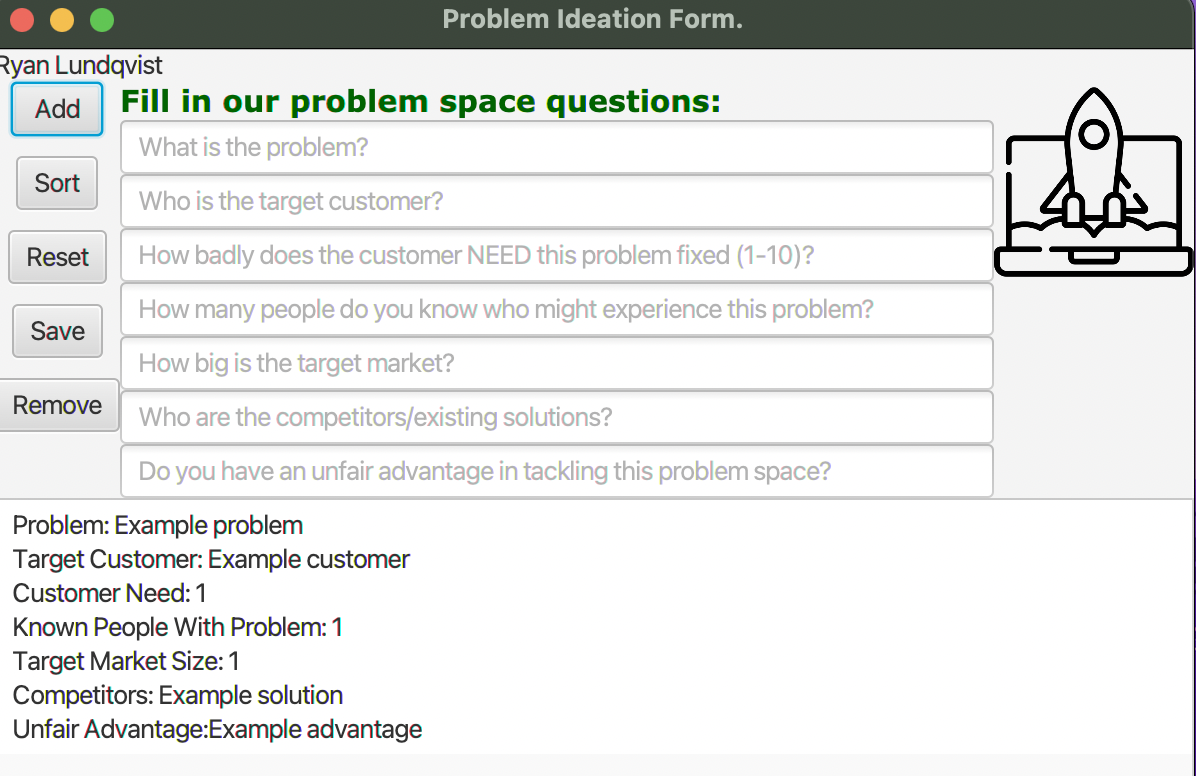 Problem Ideation Form.
Ryan Lundqvist
Add
Fill in our problem space questions:
What is the problem?
Sort
Who is the target customer?
Reset
How badly does the customer NEED this problem fixed (1-10)?
How many people do you know who might experience this problem?
Save
How big is the target market?
Remove
Who are the competitors/existing solutions?
Do you have an unfair advantage in tackling this problem space?
Problem: Example problem
Target Customer: Example customer
Customer Need: 1
Known People With Problem: 1
Target Market Size: 1
Competitors: Example solution
Unfair Advantage:Example advantage